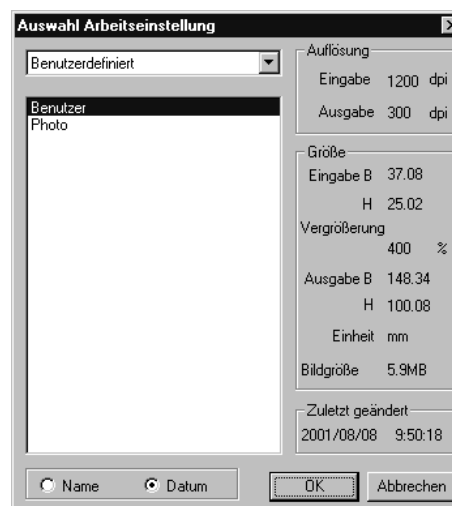 Auswahl Arbeitseinstellung
Benutzerdefiniert
Benutzer
Photo
Auflösung
Eingabe 1200 dpi
Ausgabe 300 dpi
Größe
Eingabe B 37.08
H 25.02
Vergrößerung
400 %
Ausgabe B 148.34
H 100.08
Einheit mm
Bildgröße 5.9MB
Zuletzt geändert
2001/08/08 9:50:18
Name Datum
OK Abbrechen